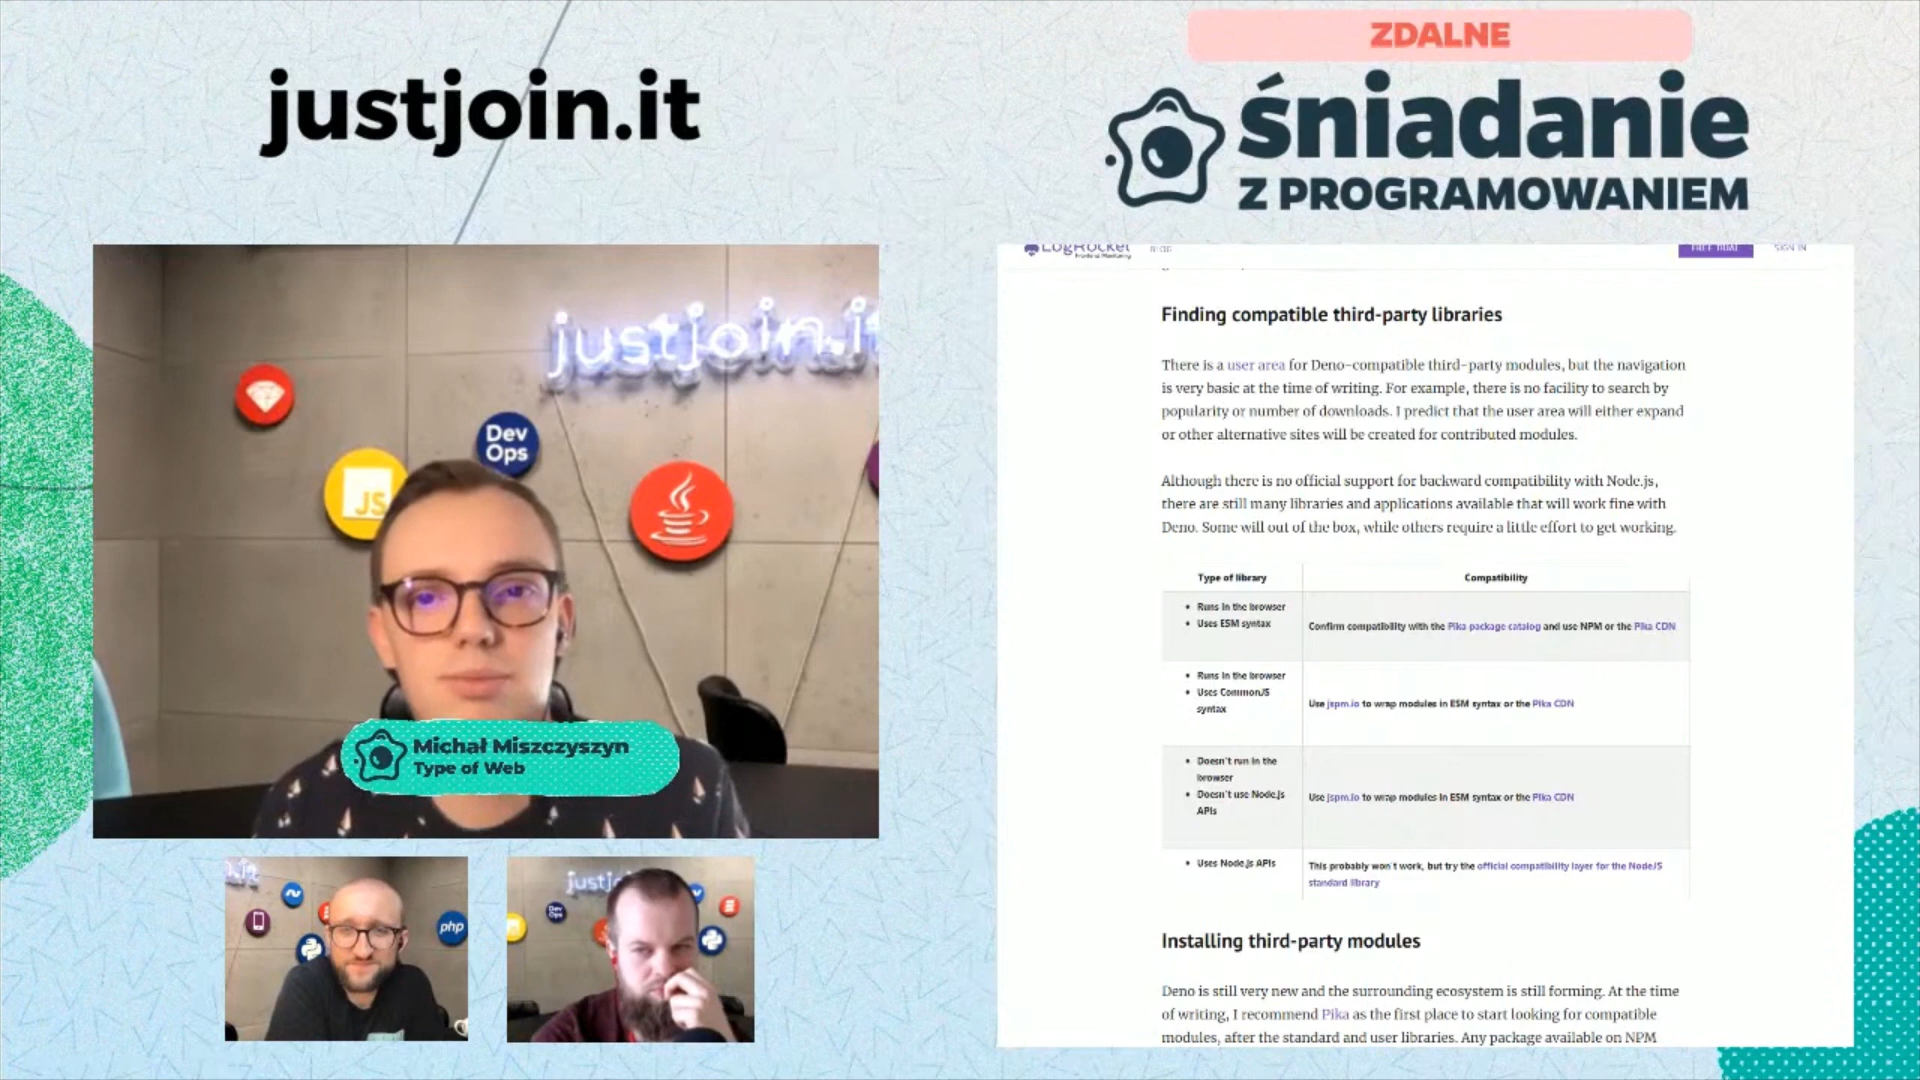 justjoin.it
ZDALNE
śniadanie
Z PROGRAMOWANIEM
justjoin.it
Dev
Ops
JS
Michał Miszczyszyn
Type of Web
php
Dev
Ops
LogRocket
Frontend Monitoring
BLOG
FREE TRIAL
SIGN IN
Finding compatible third-party libraries
There is a user area for Deno-compatible third-party modules, but the navigation
is very basic at the time of writing. For example, there is no facility to search by
popularity or number of downloads. I predict that the user area will either expand
or other alternative sites will be created for contributed modules.
Although there is no official support for backward compatibility with Node.js,
there are still many libraries and applications available that will work fine with
Deno. Some will out of the box, while others require a little effort to get working.
Type of library
Compatibility
• Runs in the browser
• Uses ESM syntax
Confirm compatibility with the Pika package catalog and use NPM or the Pika CDN
• Runs in the browser
• Uses CommonJS
syntax
Use jspm.io to wrap modules in ESM syntax or the Pika CDN
• Doesn't run in the
browser
• Doesn't use Node.js
APIs
Use jspm.io to wrap modules in ESM syntax or the Pika CDN
• Uses Node.js APIs
This probably won't work, but try the official compatibility layer for the NodeJS
standard library
Installing third-party modules
Deno is still very new and the surrounding ecosystem is still forming. At the time
of writing, I recommend Pika as the first place to start looking for compatible
modules, after the standard and user libraries. Any package available on NPM